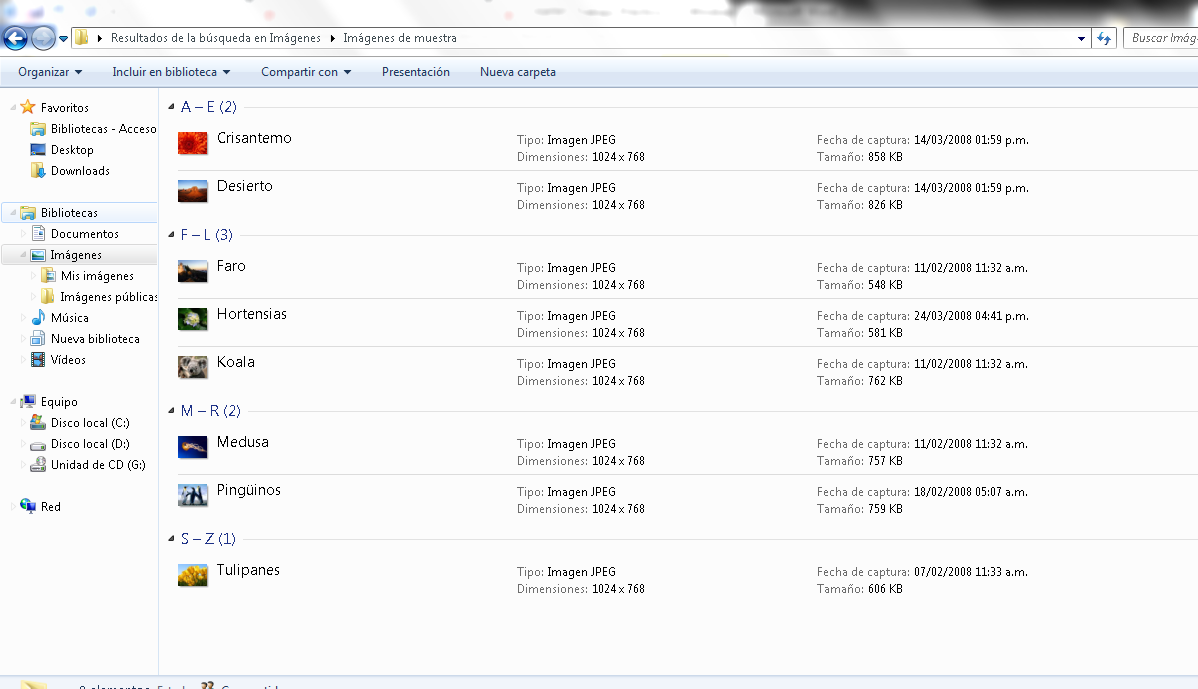 Resultados de la búsqueda en Imágenes Imágenes de muestra Buscar Imág
Organizar Incluir en biblioteca Compartir con Presentación Nueva carpeta
Favoritos
Bibliotecas - Acceso
Desktop
Downloads
Bibliotecas
Documentos
Imágenes
Mis imágenes
Imágenes públicas
Música
Nueva biblioteca
Vídeos
Equipo
Disco local (C:)
Disco local (D:)
Unidad de CD (G:)
Red
A – E (2)
Crisantemo Tipo: Imagen JPEG Fecha de captura: 14/03/2008 01:59 p.m.
Dimensiones: 1024 x 768 Tamaño: 858 KB
Desierto Tipo: Imagen JPEG Fecha de captura: 14/03/2008 01:59 p.m.
Dimensiones: 1024 x 768 Tamaño: 826 KB
F – L (3)
Faro Tipo: Imagen JPEG Fecha de captura: 11/02/2008 11:32 a.m.
Dimensiones: 1024 x 768 Tamaño: 548 KB
Hortensias Tipo: Imagen JPEG Fecha de captura: 24/03/2008 04:41 p.m.
Dimensiones: 1024 x 768 Tamaño: 581 KB
Koala Tipo: Imagen JPEG Fecha de captura: 11/02/2008 11:32 a.m.
Dimensiones: 1024 x 768 Tamaño: 762 KB
M – R (2)
Medusa Tipo: Imagen JPEG Fecha de captura: 11/02/2008 11:32 a.m.
Dimensiones: 1024 x 768 Tamaño: 757 KB
Pingüinos Tipo: Imagen JPEG Fecha de captura: 18/02/2008 05:07 a.m.
Dimensiones: 1024 x 768 Tamaño: 759 KB
S – Z (1)
Tulipanes Tipo: Imagen JPEG Fecha de captura: 07/02/2008 11:33 a.m.
Dimensiones: 1024 x 768 Tamaño: 606 KB
8 elementos